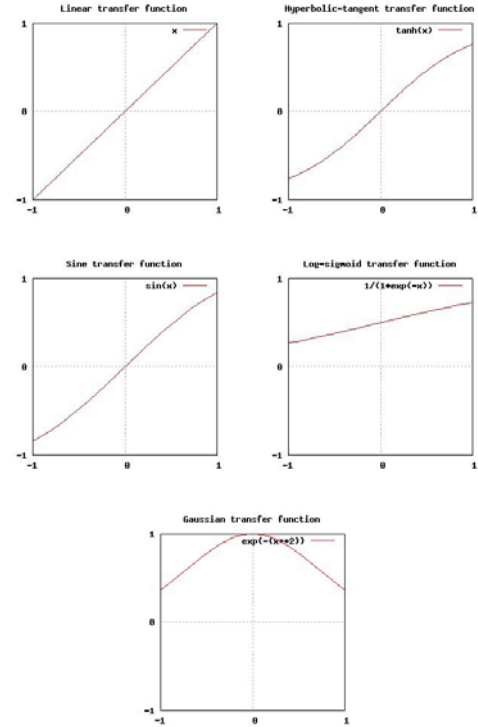 Linear transfer function
x
1
0
-1
-1 0 1
Hyperbolic-tangent transfer function
tanh(x)
1
0
-1
-1 0 1
Sine transfer function
sin(x)
1
0
-1
-1 0 1
Log-sigmoid transfer function
1/(1+exp(-x))
1
0
-1
-1 0 1
Gaussian transfer function
exp(-(x**2))
1
0
-1
-1 0 1